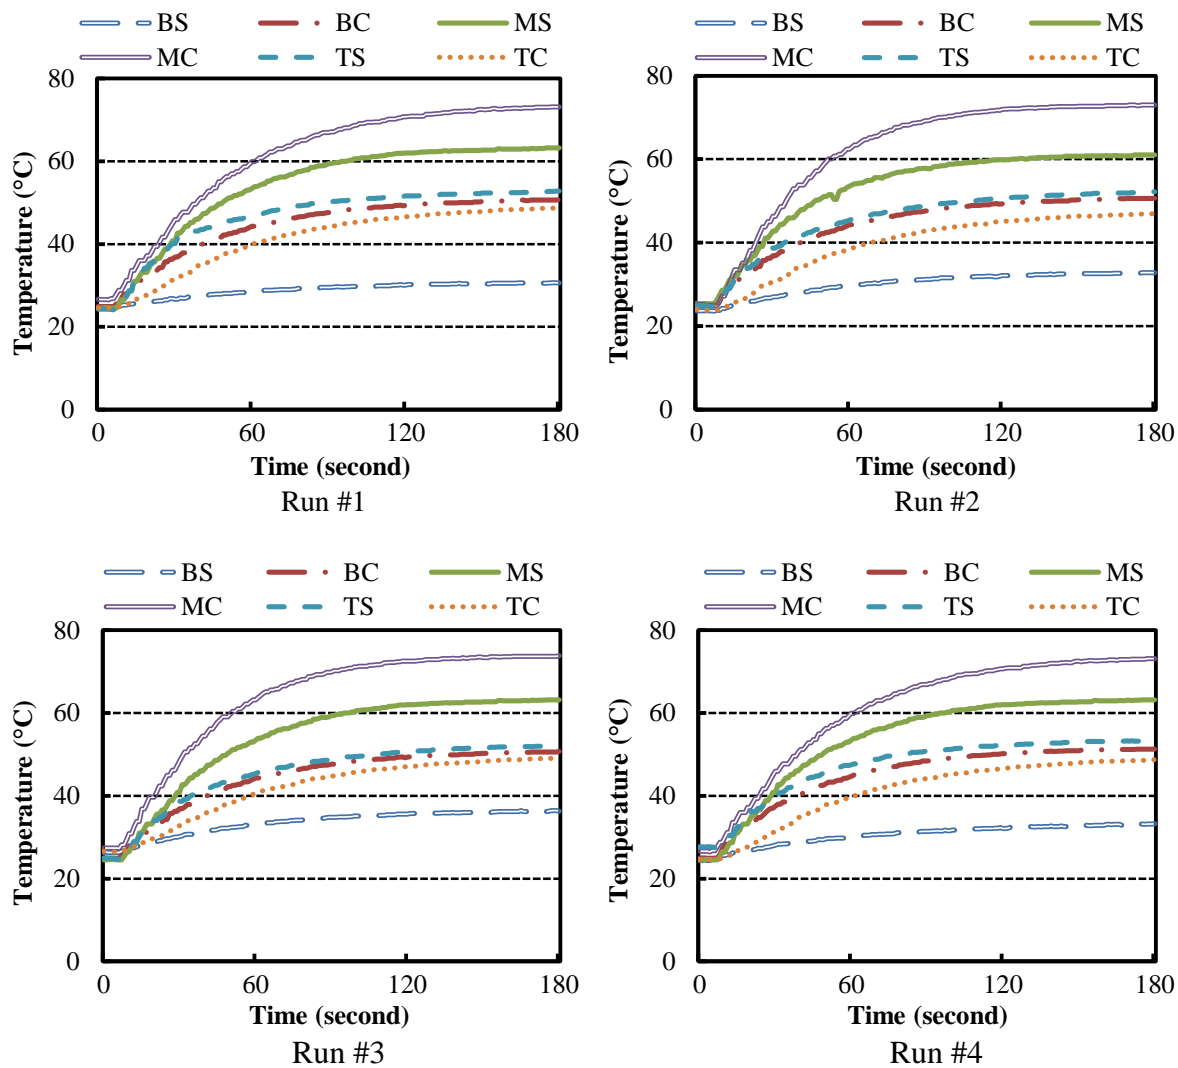 BS BC MS
MC TS TC
80
60
40
20
0
Temperature (°C)
0 60 120 180
Time (second)
Run #1
BS BC MS
MC TS TC
80
60
40
20
0
Temperature (°C)
0 60 120 180
Time (second)
Run #2
BS BC MS
MC TS TC
80
60
40
20
0
Temperature (°C)
0 60 120 180
Time (second)
Run #3
BS BC MS
MC TS TC
80
60
40
20
0
Temperature (°C)
0 60 120 180
Time (second)
Run #4